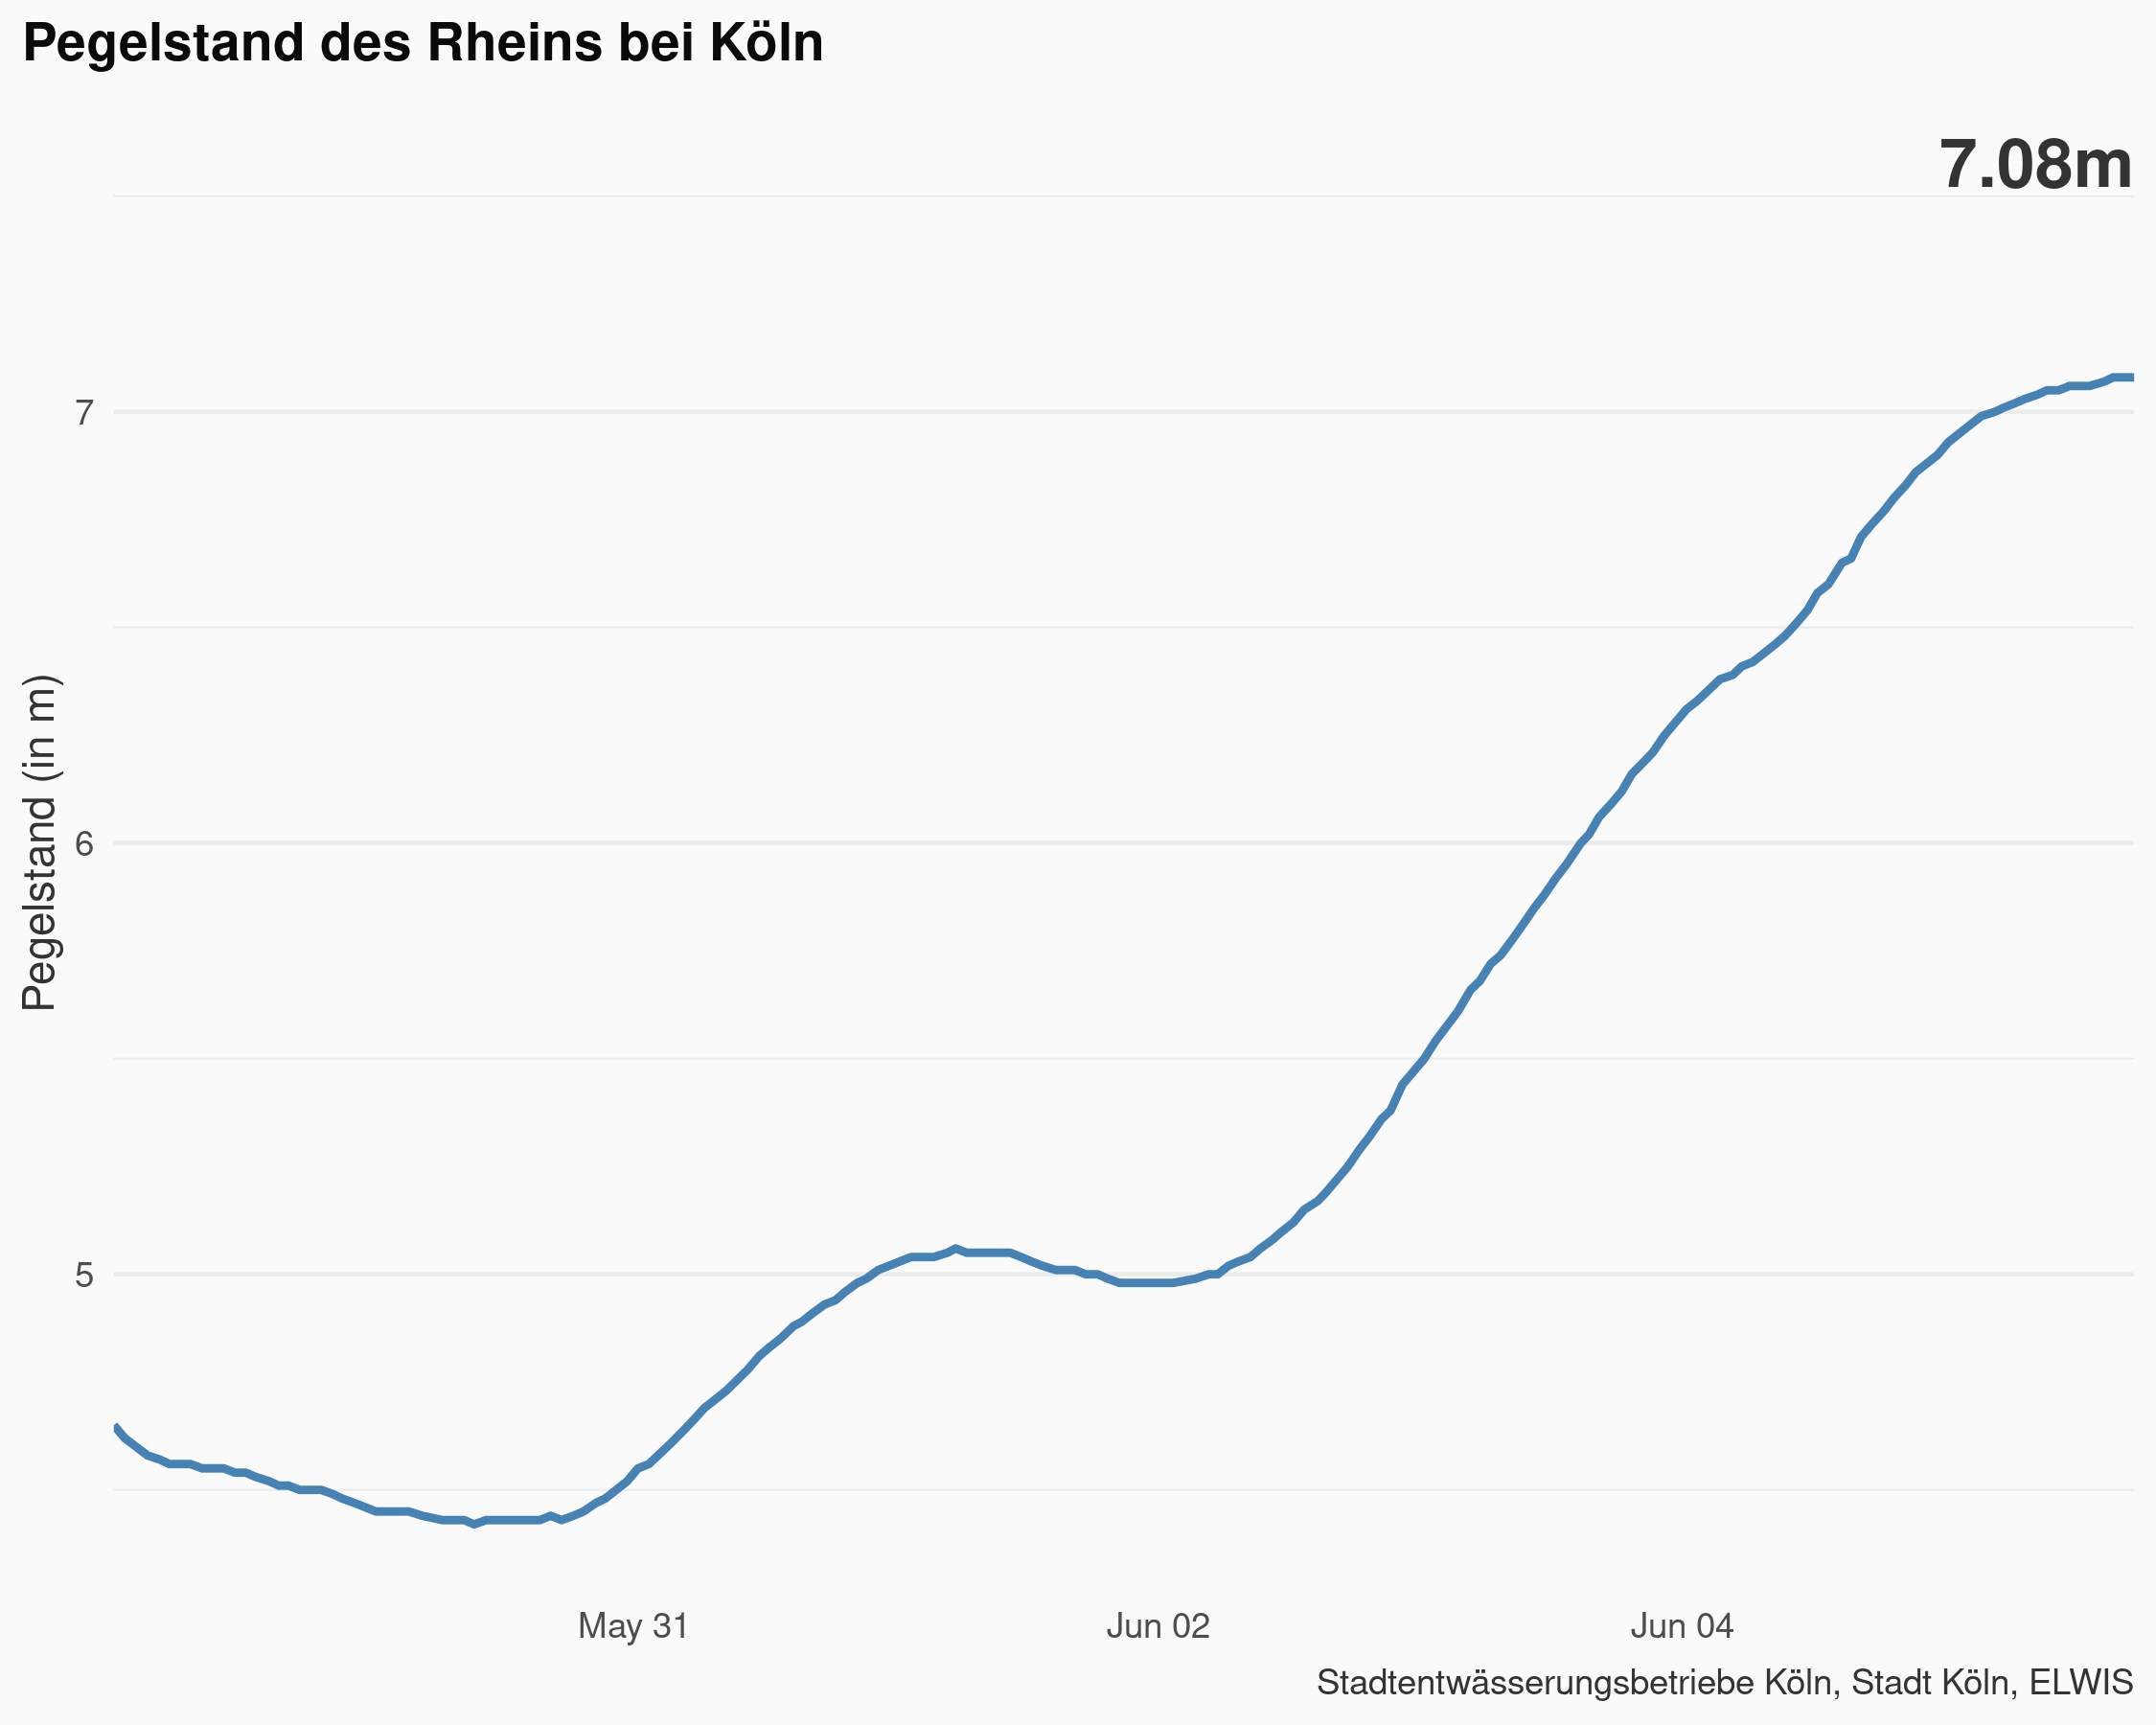 Pegelstand des Rheins bei Köln
7.08m
7
6
5
Pegelstand (in m)
May 31
Jun 02
Jun 04
Stadtentwässerungsbetriebe Köln, Stadt Köln, ELWIS